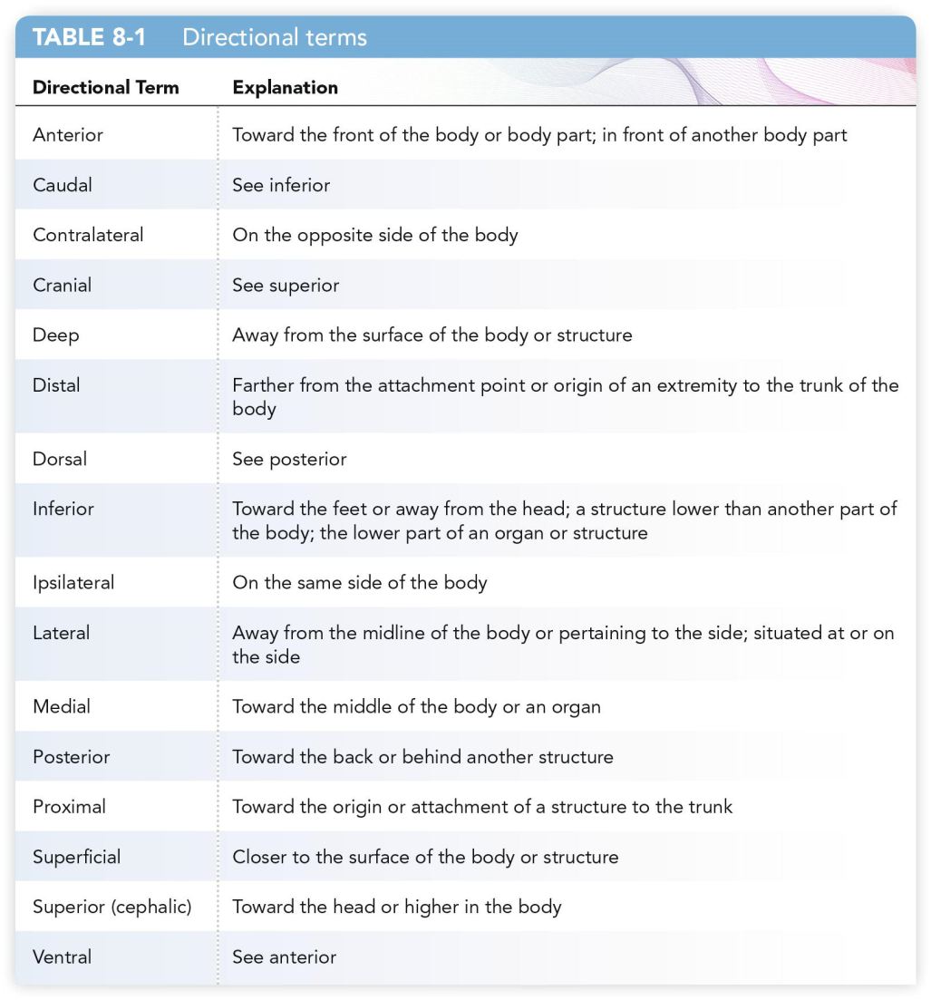 TABLE 8-1 Directional terms
Directional Term Explanation
Anterior Toward the front of the body or body part; in front of another body part
Caudal See inferior
Contralateral On the opposite side of the body
Cranial See superior
Deep Away from the surface of the body or structure
Distal Farther from the attachment point or origin of an extremity to the trunk of the
body
Dorsal See posterior
Inferior Toward the feet or away from the head; a structure lower than another part of
the body; the lower part of an organ or structure
Ipsilateral On the same side of the body
Lateral Away from the midline of the body or pertaining to the side; situated at or on
the side
Medial Toward the middle of the body or an organ
Posterior Toward the back or behind another structure
Proximal Toward the origin or attachment of a structure to the trunk
Superficial Closer to the surface of the body or structure
Superior (cephalic) Toward the head or higher in the body
Ventral See anterior